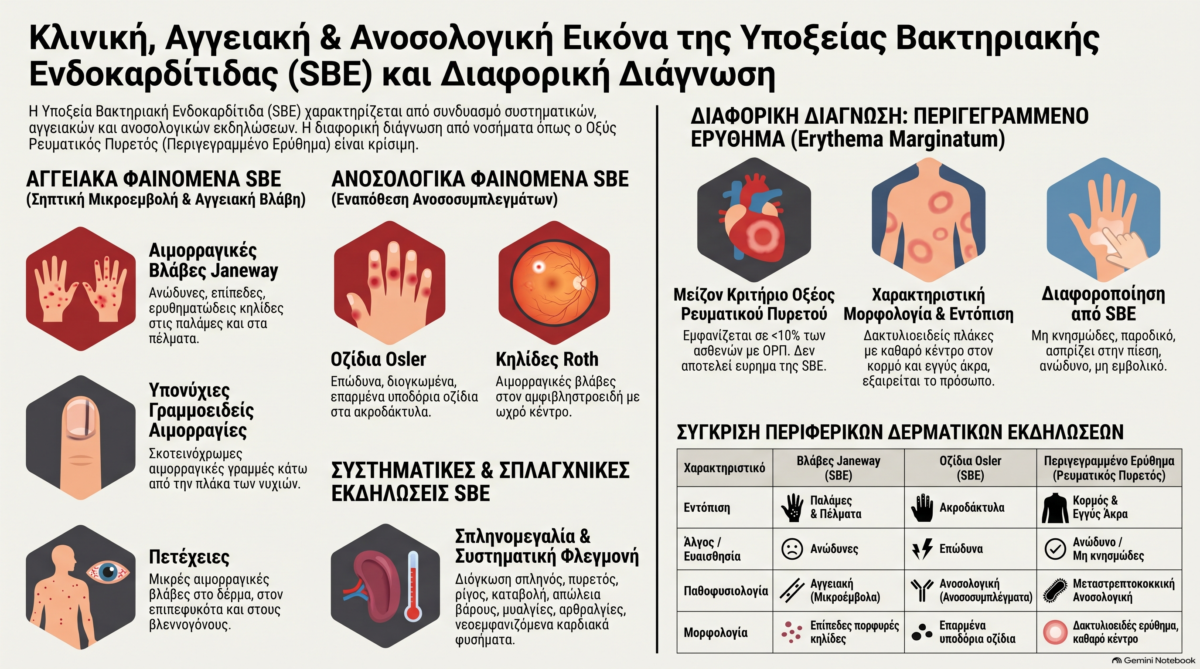 Κλινική, Αγγειακή & Ανοσολογική Εικόνα της Υποξείας Βακτηριακής
Ενδοκαρδίτιδας (SBE) και Διαφορική Διάγνωση
Η Υποξεία Βακτηριακή Ενδοκαρδίτιδα (SBE) χαρακτηρίζεται από συνδυασμό συστηματικών,
αγγειακών και ανοσολογικών εκδηλώσεων. Η διαφορική διάγνωση από νοσήματα όπως ο Οξύς
Ρευματικός Πυρετός (Περιγεγραμμένο Ερύθημα) είναι κρίσιμη.
ΑΓΓΕΙΑΚΑ ΦΑΙΝΟΜΕΝΑ SBE
(Σηπτική Μικροεμβολή & Αγγειακή Βλάβη)
Αιμορραγικές
Βλάβες Janeway
Ανώδυνες, επίπεδες,
ερυθηματώδεις κηλίδες
στις παλάμες και στα
πέλματα.
Υπονύχιες
Γραμμοειδείς
Αιμορραγίες
Σκοτεινόχρωμες
αιμορραγικές γραμμές κάτω
από την πλάκα των νυχιών.
Πετέχειες
Μικρές αιμορραγικές
βλάβες στο δέρμα, στον
επιπεφυκότα και στους
βλεννογόνους.
ΑΝΟΣΟΛΟΓΙΚΑ ΦΑΙΝΟΜΕΝΑ SBE
(Εναπόθεση Ανοσοσυμπλεγμάτων)
Οζίδια Osler
Επώδυνα, διογκωμένα,
επαρμένα υποδόρια οζίδια
στα ακροδάκτυλα.
Κηλίδες Roth
Αιμορραγικές βλάβες
στον αμφιβληστροειδή με
ωχρό κέντρο.
ΣΥΣΤΗΜΑΤΙΚΕΣ & ΣΠΛΑΓΧΝΙΚΕΣ
ΕΚΔΗΛΩΣΕΙΣ SBE
Σπληνομεγαλία &
Συστηματική Φλεγμονή
Διόγκωση σπληνός, πυρετός,
ρίγος, καταβολή, απώλεια
βάρους, μυαλγίες, αρθραλγίες,
νεοεμφανιζόμενα καρδιακά
φυσήματα.
ΔΙΑΦΟΡΙΚΗ ΔΙΑΓΝΩΣΗ: ΠΕΡΙΓΕΓΡΑΜΜΕΝΟ
ΕΡΥΘΗΜΑ (Erythema Marginatum)
Μείζον Κριτήριο Οξέος
Ρευματικού Πυρετού
Εμφανίζεται σε <10% των
ασθενών με ΟΡΠ. Δεν
αποτελεί ευρημα της SBE.
Χαρακτηριστική
Μορφολογία & Εντόπιση
Δακτυλιοειδείς πλάκες
με καθαρό κέντρο στον
κορμό και εγγύς άκρα,
εξαιρείται το πρόσωπο.
Διαφοροποίηση
από SBE
Μη κνησμώδες, παροδικό,
ασπρίζει στην πίεση,
ανώδυνο, μη εμβολικό.
ΣΥΓΚΡΙΣΗ ΠΕΡΙΦΕΡΙΚΩΝ ΔΕΡΜΑΤΙΚΩΝ ΕΚΔΗΛΩΣΕΩΝ
Χαρακτηριστικό
Βλάβες Janeway
(SBE)
Οζίδια Osler
(SBE)
Περιγεγραμμένο Ερύθημα
(Ρευματικός Πυρετός)
Εντόπιση
Παλάμες
& Πέλματα
Ακροδάκτυλα
Κορμός &
Εγγύς Άκρα
Άλγος /
Ευαισθησία
Ανώδυνες
Επώδυνα
Ανώδυνο /
Μη κνησμώδες
Παθοφυσιολογία
Αγγειακή
(Μικροέμβολα)
Ανοσολογική
(Ανοσοσυμπλέγματα)
Μεταστρεπτοκοκκική
Ανοσολογική
Μορφολογία
Επίπεδες πορφυρές
κηλίδες
Επαρμένα
υποδόρια οζίδια
Δακτυλιοειδές ερύθημα,
καθαρό κέντρο
Gemini Notebook